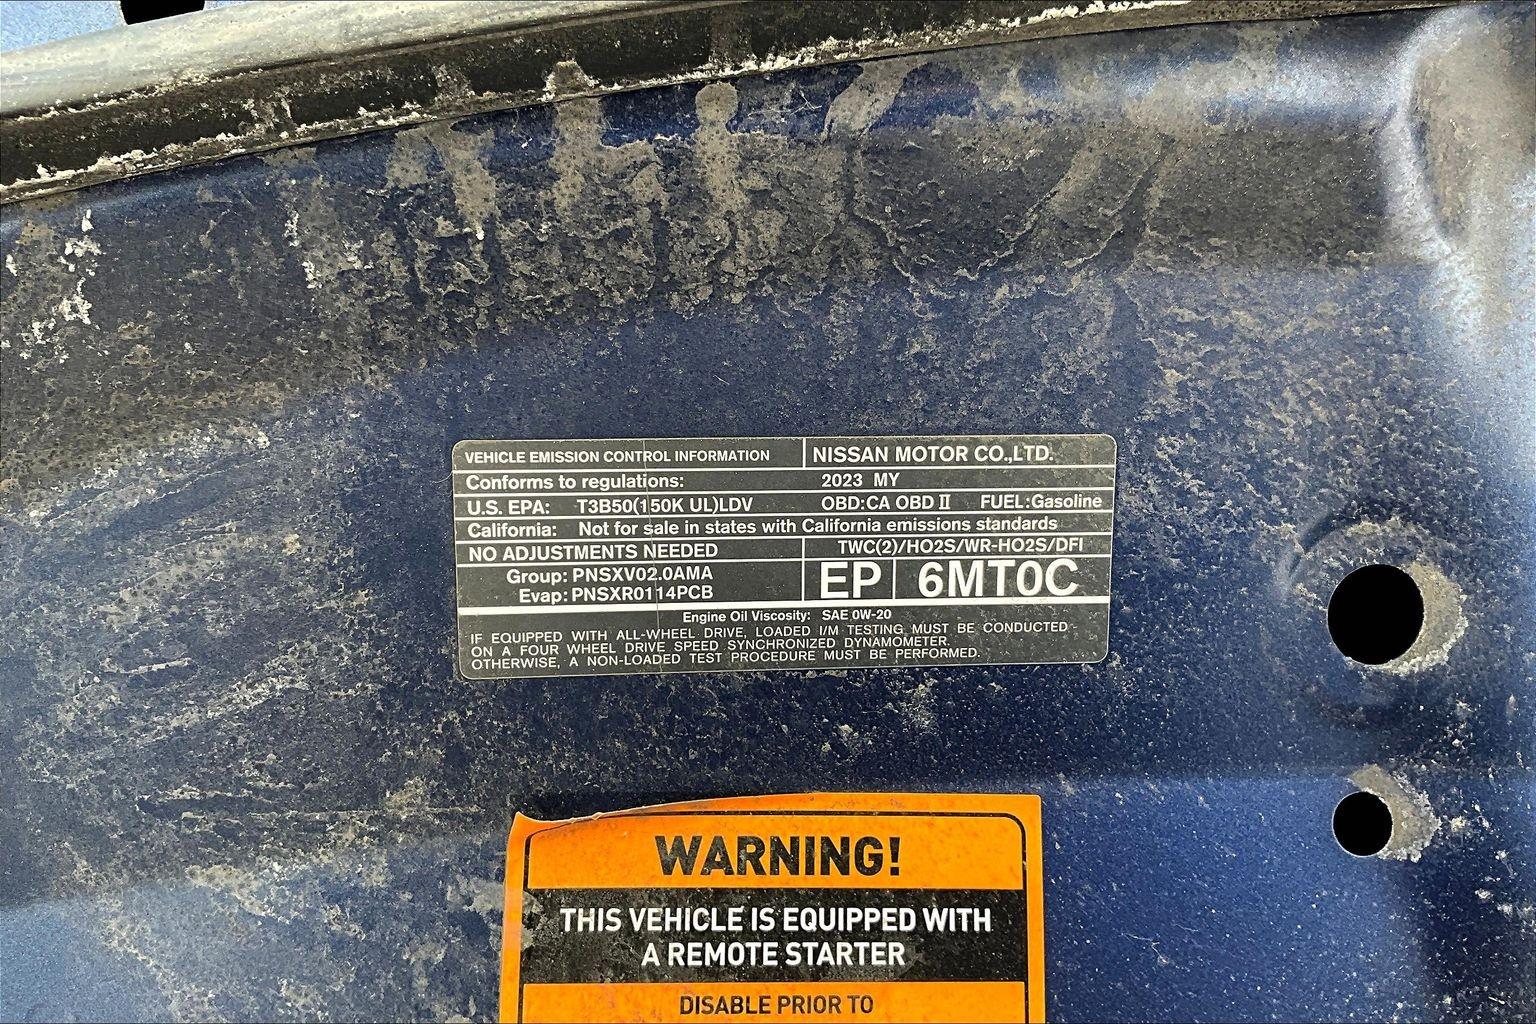 VEHICLE EMISSION CONTROL INFORMATION NISSAN MOTOR CO.,LTD.
Conforms to regulations: 2023 MY
U.S. EPA: T3B50(150K UL)LDV OBD:CA OBD II FUEL:Gasoline
California: Not for sale in states with California emissions standards
NO ADJUSTMENTS NEEDED TWC(2)/HO2S/WR-HO2S/DFI
Group: PNSXV02.0AMA
Evap: PNSXR0114PCB
EP 6MT0C
Engine Oil Viscosity: SAE 0W-20
IF EQUIPPED WITH ALL-WHEEL DRIVE, LOADED I/M TESTING MUST BE CONDUCTED
ON A FOUR WHEEL DRIVE SPEED SYNCHRONIZED DYNAMOMETER.
OTHERWISE, A NON-LOADED TEST PROCEDURE MUST BE PERFORMED.
WARNING!
THIS VEHICLE IS EQUIPPED WITH
A REMOTE STARTER
DISABLE PRIOR TO